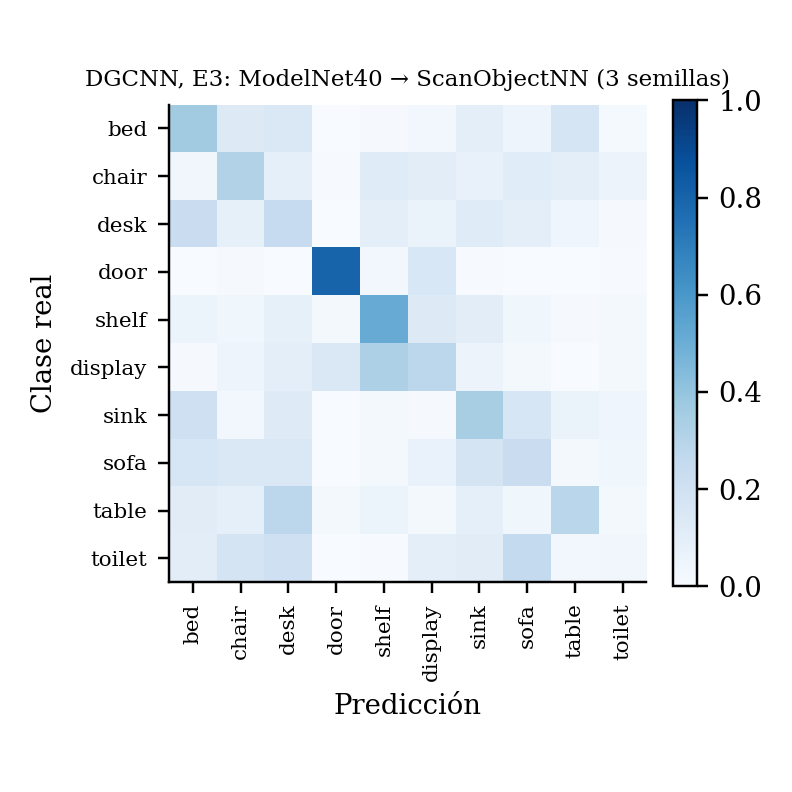 DGCNN, E3: ModelNet40 → ScanObjectNN (3 semillas)
1.0
0.8
0.6
0.4
0.2
0.0
Clase real
bed
chair
desk
door
shelf
display
sink
sofa
table
toilet
bed
chair
desk
door
shelf
display
sink
sofa
table
toilet
Predicción